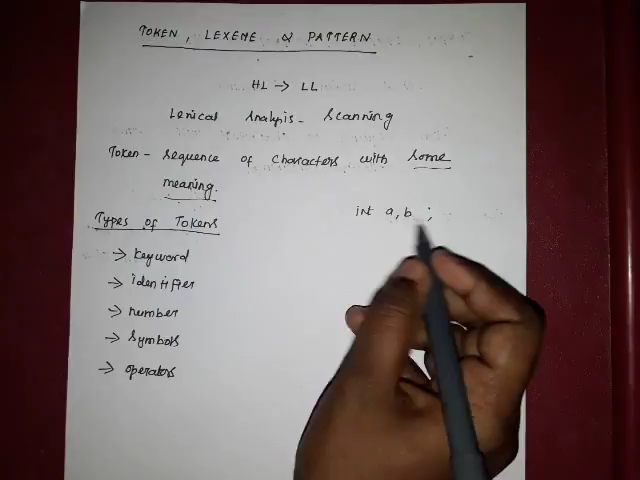 TOKEN, LEXEME & PATTERN
HL → LL
Lexical Analysis - Scanning
Token - sequence of characters with some
meaning.
Types of Tokens
→ keyword
→ identifier
→ number
→ symbols
→ operators
int a,b ;